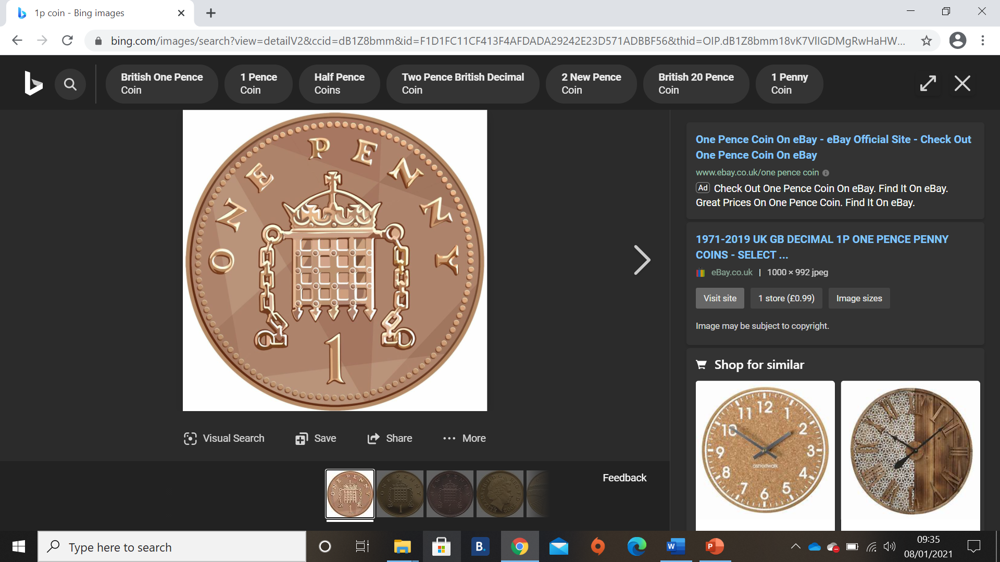 1p coin - Bing images
bing.com/images/search?view=detailV2&ccid=dB1Z8bmm&id=F1D1FC11CF413F4AFDADA29242E23D571ADBBF56&thid=OIP.dB1Z8bmm18vK7VlIGDMgRwHaHW...
British One Pence
Coin
1 Pence
Coin
Half Pence
Coins
Two Pence British Decimal
Coin
2 New Pence
Coin
British 20 Pence
Coin
1 Penny
Coin
ONE PENNY
1
One Pence Coin On eBay - eBay Official Site - Check Out
One Pence Coin On eBay
www.ebay.co.uk/one pence coin
Ad Check Out One Pence Coin On eBay. Find It On eBay.
Great Prices On One Pence Coin. Find It On eBay.
1971-2019 UK GB DECIMAL 1P ONE PENCE PENNY
COINS - SELECT ...
eBay.co.uk | 1000 × 992 jpeg
Visit site
1 store (£0.99)
Image sizes
Image may be subject to copyright.
Shop for similar
12
1
2
3
4
5
6
7
8
9
10
11
Visual Search
Save
Share
More
Feedback
ONE PENNY
1
Type here to search
B.
W
P
09:35
08/01/2021